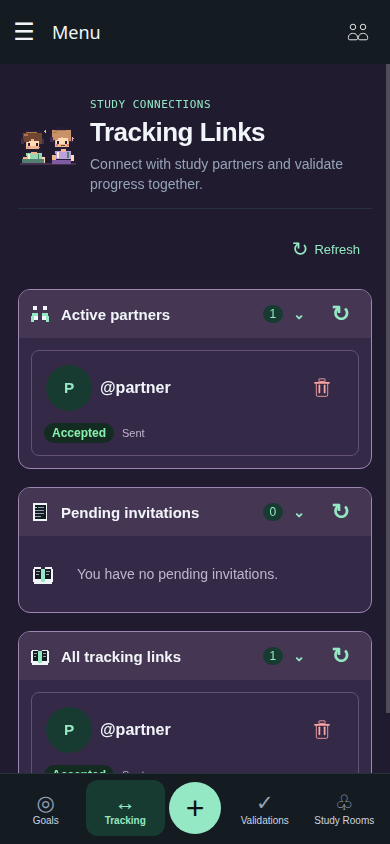 Menu
STUDY CONNECTIONS
Tracking Links
Connect with study partners and validate
progress together.
Refresh
Active partners 1
P @partner
Accepted Sent
Pending invitations 0
You have no pending invitations.
All tracking links 1
P @partner
Accepted
Goals Tracking Validations Study Rooms